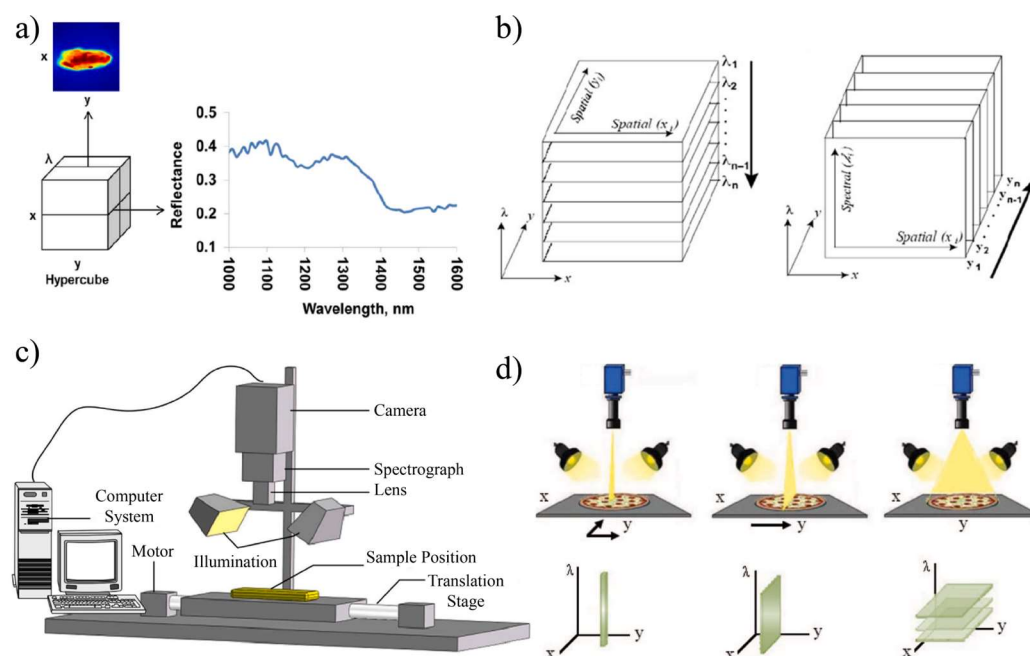 a)
x
y
λ
x
y
Hypercube
Reflectance
0.5
0.4
0.3
0.2
0.1
1000
1100
1200
1300
1400
1500
1600
Wavelength, nm
b)
Spatial (yᵢ)
Spatial (xᵢ)
λ-1
λ2
λn-1
λn
λ
y
x
Spectral (λᵢ)
Spatial (xᵢ)
yn
yn-1
y2
y1
λ
y
x
c)
Camera
Spectrograph
Lens
Computer
System
Motor
Illumination
Sample Position
Translation
Stage
d)
x
y
x
y
x
y
λ
x
y
λ
x
y
λ
x
y